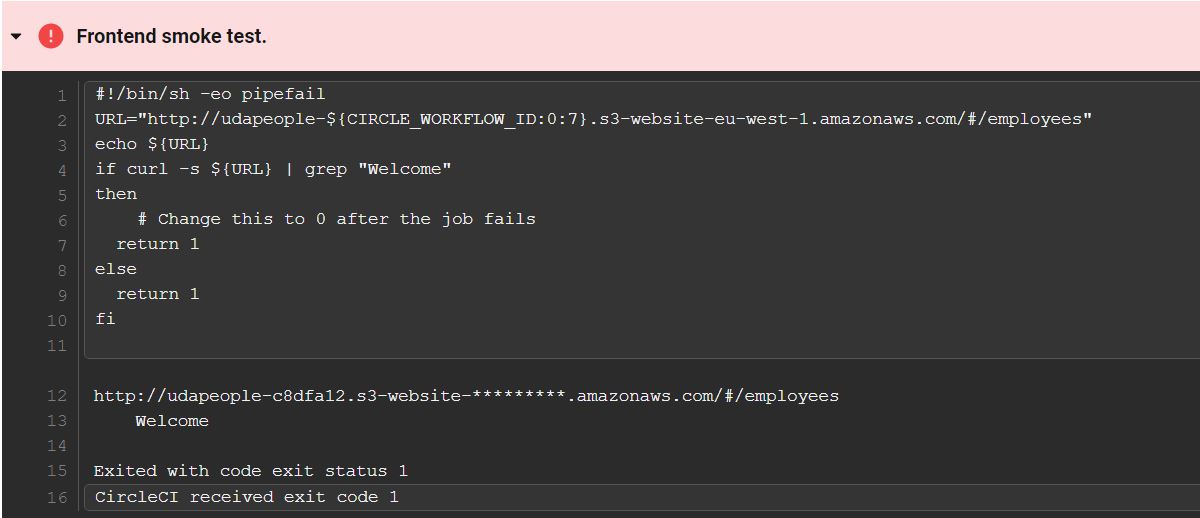 Frontend smoke test.
1 #!/bin/sh -eo pipefail
2 URL="http://udapeople-${CIRCLE_WORKFLOW_ID:0:7}.s3-website-eu-west-1.amazonaws.com/#/employees"
3 echo ${URL}
4 if curl -s ${URL} | grep "Welcome"
5 then
6     # Change this to 0 after the job fails
7   return 1
8 else
9   return 1
10 fi
11
12 http://udapeople-c8dfa12.s3-website-*********.amazonaws.com/#/employees
13     Welcome
14
15 Exited with code exit status 1
16 CircleCI received exit code 1